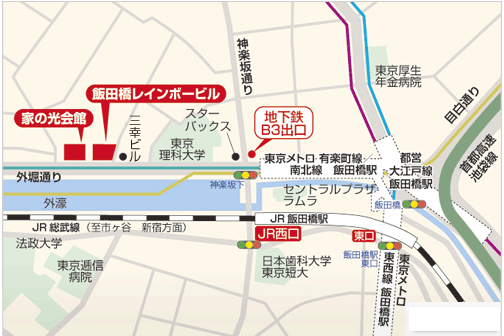 神楽坂通り
東京厚生
年金病院
目白通り
首都高速
池袋線
飯田橋レインボービル
家の光会館
三幸ビル
スター
バックス
地下鉄
B3出口
東京
理科大学
東京メトロ・有楽町線
南北線 飯田橋駅
都営
大江戸線
飯田橋駅
外堀通り
神楽坂下
セントラルプラザ
ラムラ
飯田橋
外濠
JR 飯田橋駅
JR 総武線(至市ヶ谷 新宿方面)
法政大学
JR西口
東口
飯田橋駅
東口
東京逓信
病院
日本歯科大学
東京短大
東京メトロ
東西線 飯田橋駅